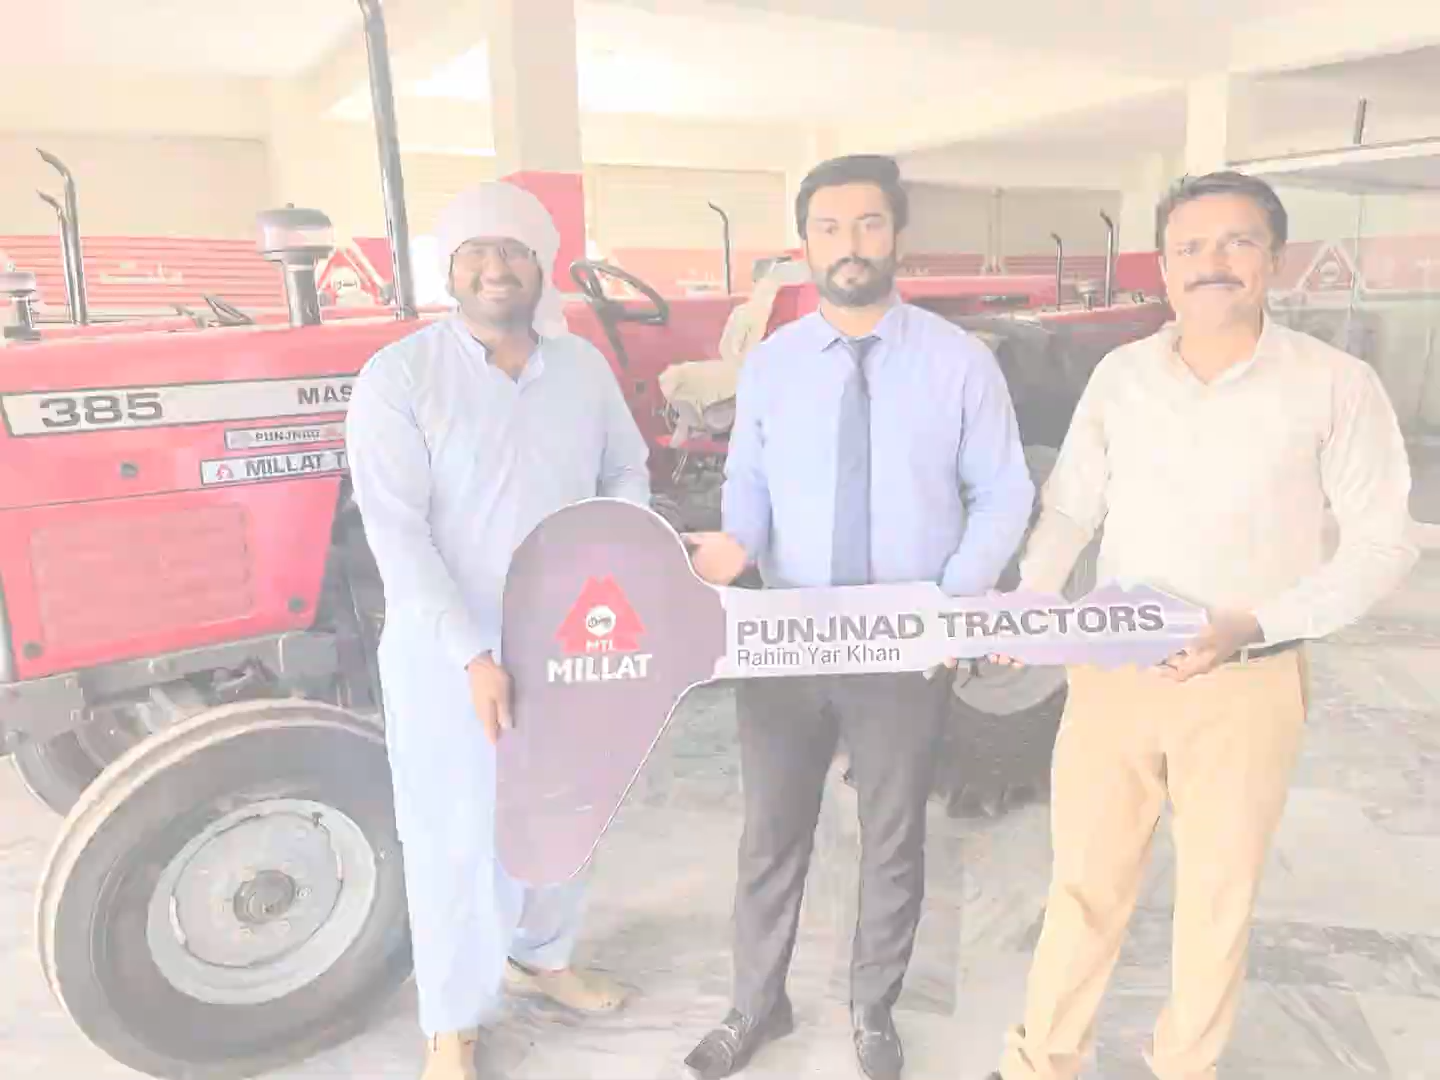 385
MAS
PUNJNAD
MILLAT T
MTL
MILLAT
PUNJNAD TRACTORS
Rahim Yar Khan